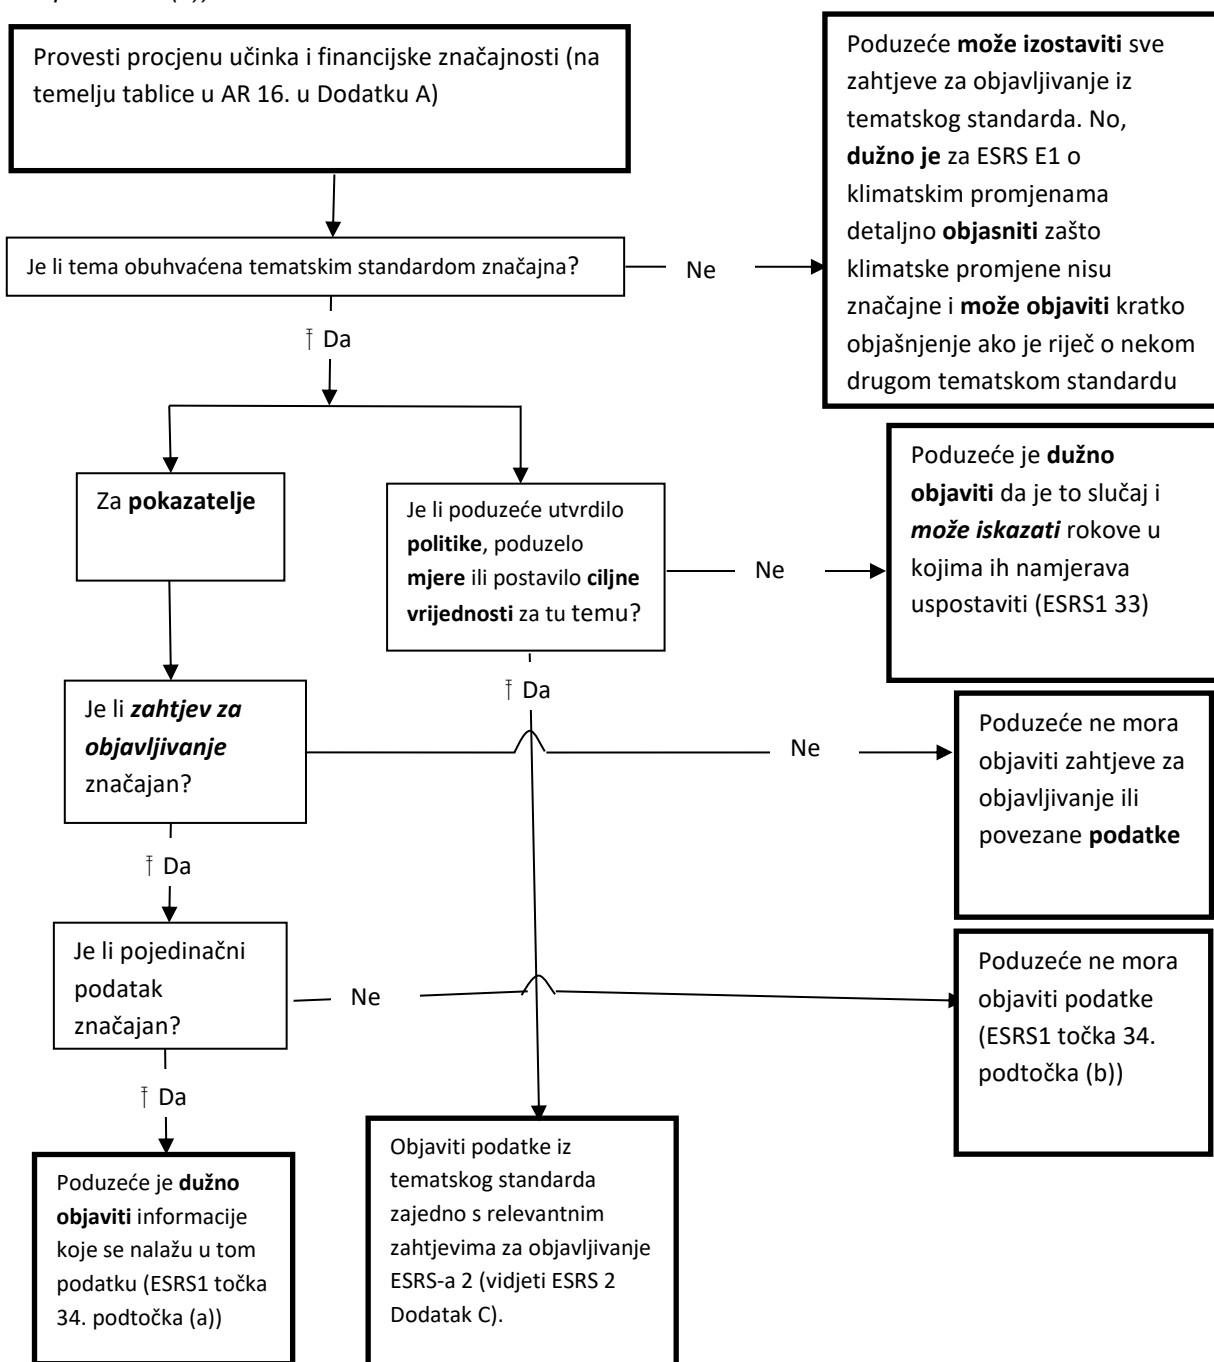 Provesti procjenu učinka i financijske značajnosti (na
temelju tablice u AR 16. u Dodatku A)
Poduzeće može izostaviti sve
zahtjeve za objavljivanje iz
tematskog standarda. No,
dužno je za ESRS E1 o
klimatskim promjenama
detaljno objasniti zašto
klimatske promjene nisu
značajne i može objaviti kratko
objašnjenje ako je riječ o nekom
drugom tematskom standardu
Je li tema obuhvaćena tematskim standardom značajna?
Ne
Da
Za pokazatelje
Je li poduzeće utvrdilo
politike, poduzelo
mjere ili postavilo ciljne
vrijednosti za tu temu?
Ne
Poduzeće je dužno
objaviti da je to slučaj i
može iskazati rokove u
kojima ih namjerava
uspostaviti (ESRS1 33)
Da
Je li zahtjev za
objavljivanje
značajan?
Ne
Poduzeće ne mora
objaviti zahtjeve za
objavljivanje ili
povezane podatke
Da
Je li pojedinačni
podatak
značajan?
Ne
Poduzeće ne mora
objaviti podatke
(ESRS1 točka 34.
podtočka (b))
Da
Poduzeće je dužno
objaviti informacije
koje se nalažu u tom
podatku (ESRS1 točka
34. podtočka (a))
Objaviti podatke iz
tematskog standarda
zajedno s relevantnim
zahtjevima za objavljivanje
ESRS-a 2 (vidjeti ESRS 2
Dodatak C).